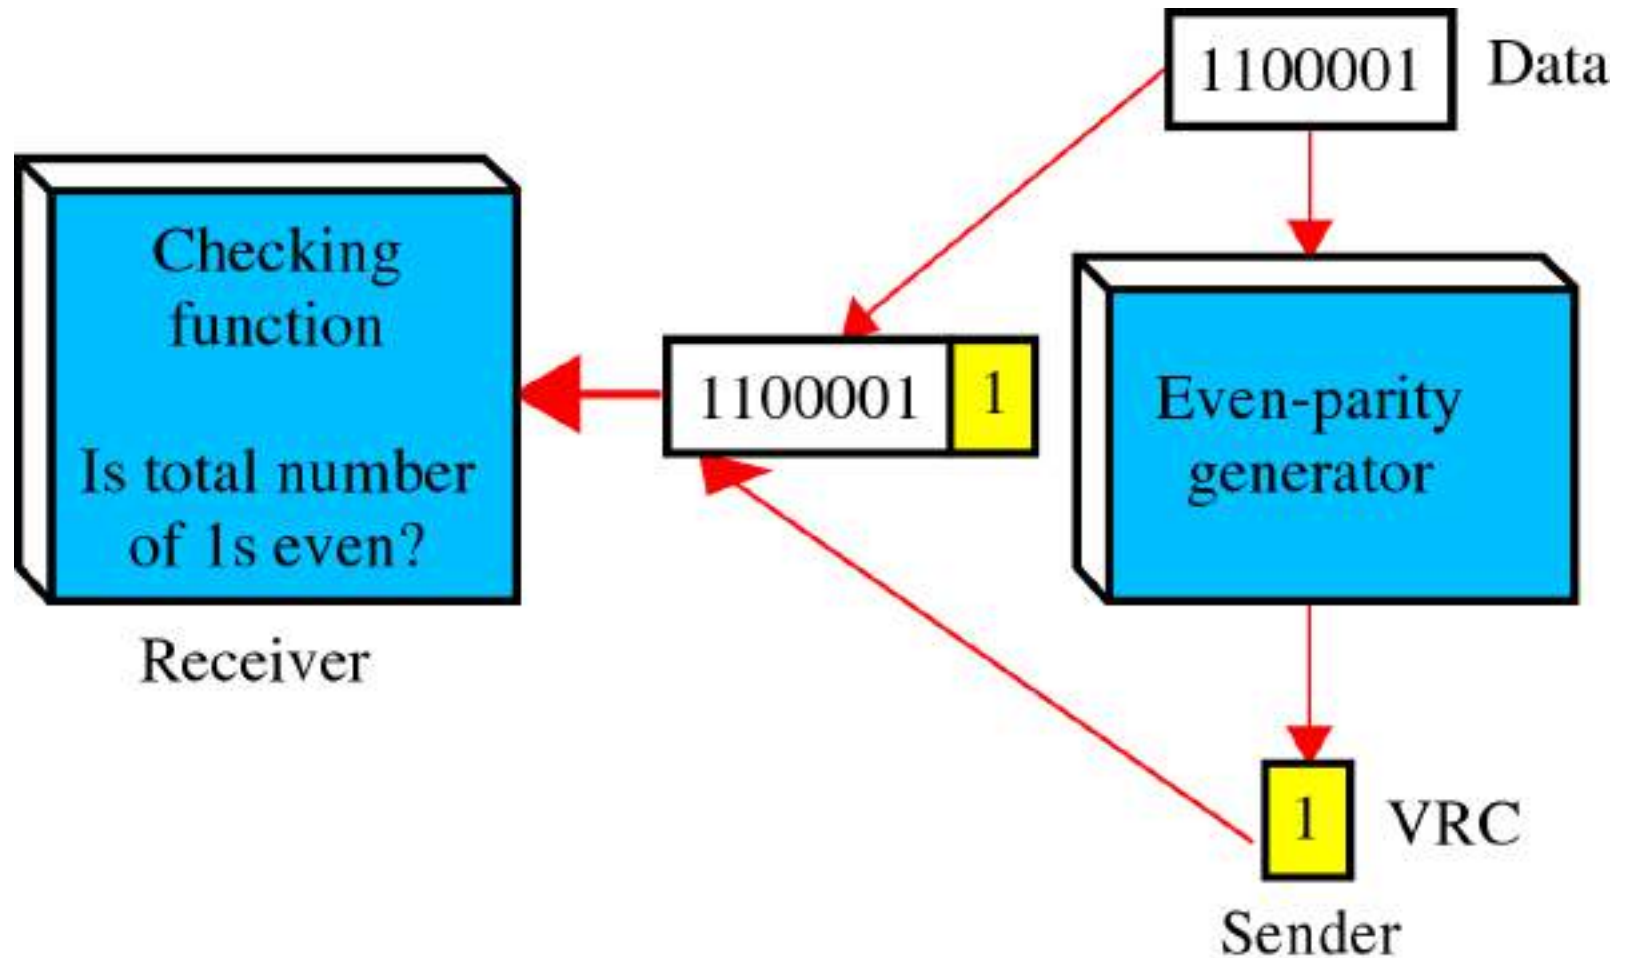 1100001 Data
Checking
function
Is total number
of 1s even?
Receiver
1100001 1
Even-parity
generator
1 VRC
Sender